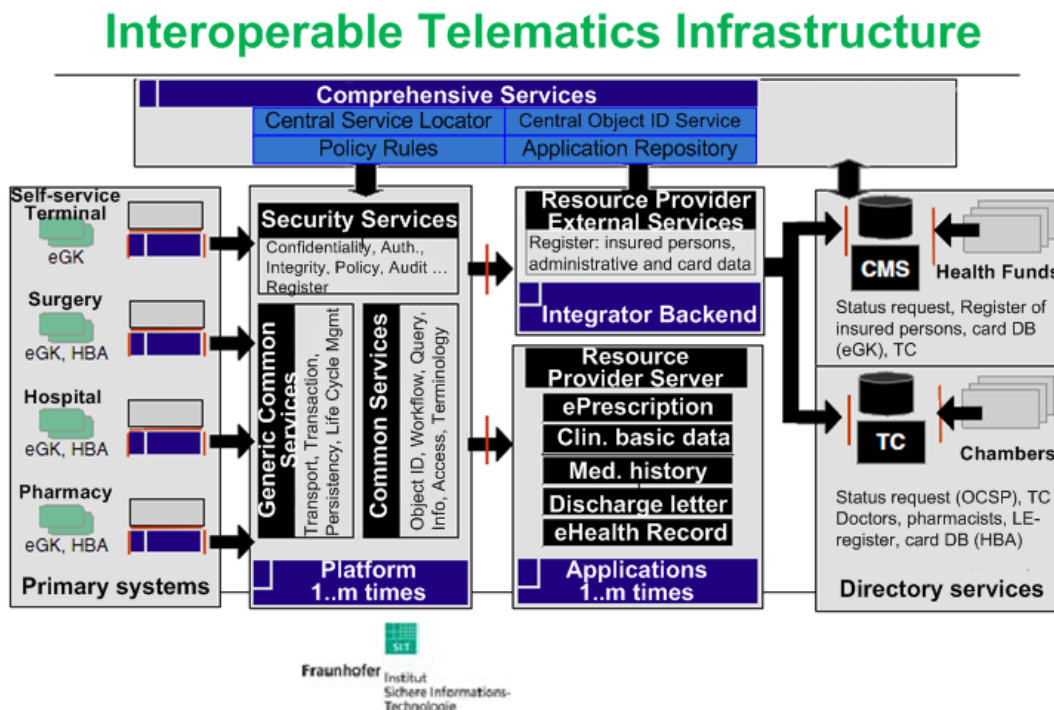 Interoperable Telematics Infrastructure
Comprehensive Services
Central Service Locator
Central Object ID Service
Policy Rules
Application Repository
Self-service
Terminal
eGK
Surgery
eGK, HBA
Hospital
eGK, HBA
Pharmacy
eGK, HBA
Primary systems
Security Services
Confidentiality, Auth.,
Integrity, Policy, Audit ...
Register
Generic Common
Services
Transport, Transaction,
Persistency, Life Cycle Mgmt
Common Services
Object ID, Workflow, Query,
Info, Access, Terminology
Platform
1..m times
Resource Provider
External Services
Register: insured persons,
administrative and card data
Integrator Backend
Resource
Provider Server
ePrescription
Clin. basic data
Med. history
Discharge letter
eHealth Record
Applications
1..m times
CMS
Health Funds
Status request, Register of
insured persons, card DB
(eGK), TC
TC
Chambers
Status request (OCSP), TC
Doctors, pharmacists, LE-
register, card DB (HBA)
Directory services
SIT
Fraunhofer
Institut
Sichere Informations-
Technologie